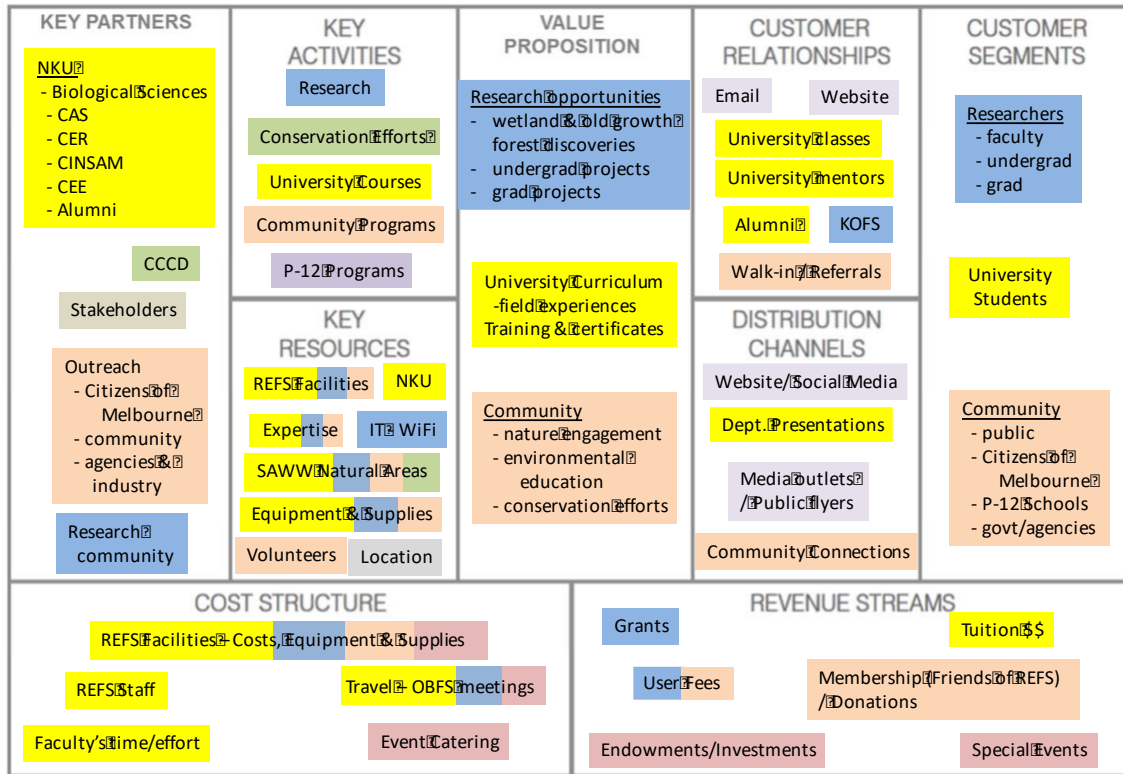 KEY PARTNERS
NKU
- Biological Sciences
- CAS
- CER
- CINSAM
- CEE
- Alumni
CCCD
Stakeholders
Outreach
- Citizens of
Melbourne
- community
- agencies &
industry
Research
community
KEY
ACTIVITIES
Research
Conservation Efforts
University Courses
Community Programs
P-12 Programs
KEY
RESOURCES
REFS Facilities
NKU
Expertise
IT - WiFi
SAWW Natural Areas
Equipment & Supplies
Volunteers
Location
VALUE
PROPOSITION
Research opportunities
- wetland & old growth
forest discoveries
- undergrad projects
- grad projects
University Curriculum
-field experiences
Training & certificates
Community
- nature engagement
- environmental
education
- conservation efforts
CUSTOMER
RELATIONSHIPS
Email
Website
University classes
University mentors
Alumni
KOFS
Walk-in / Referrals
DISTRIBUTION
CHANNELS
Website/ Social Media
Dept. Presentations
Media outlets
/ Public flyers
Community Connections
CUSTOMER
SEGMENTS
Researchers
- faculty
- undergrad
- grad
University
Students
Community
- public
- Citizens of
Melbourne
- P-12 Schools
- govt/agencies
COST STRUCTURE
REFS Facilities – Costs, Equipment & Supplies
REFS Staff
Travel – OBFS meetings
Faculty's time/effort
Event Catering
REVENUE STREAMS
Grants
Tuition $$
User Fees
Membership (Friends of REFS)
/ Donations
Endowments/Investments
Special Events